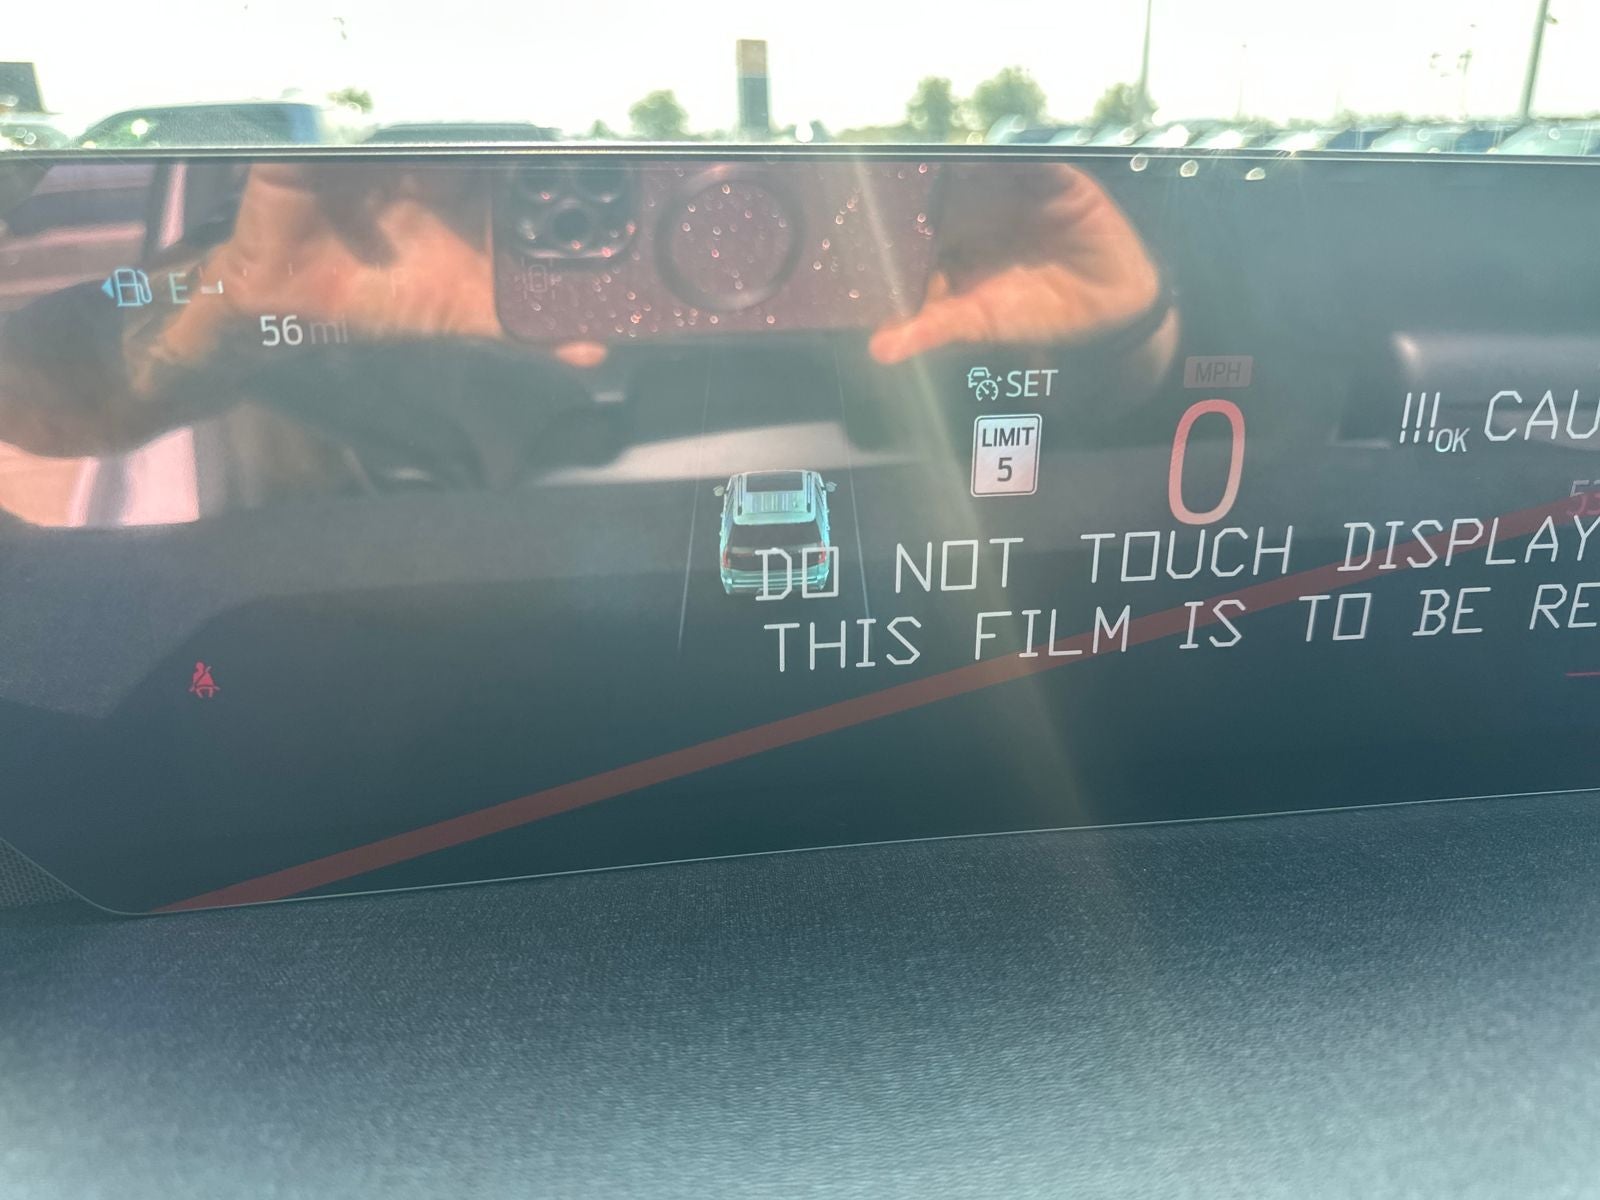 E
56 mi
SET
LIMIT
5
MPH
0
!!! OK CAU
53
DO NOT TOUCH DISPLAY
THIS FILM IS TO BE RE